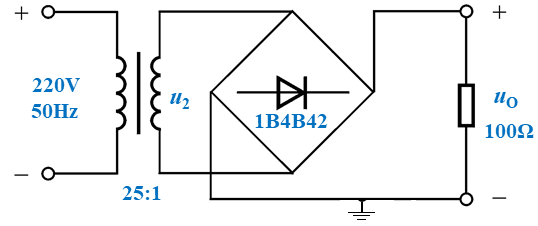 +
220V
50Hz
–
25:1
u₂
1B4B42
+
uO
100Ω
–